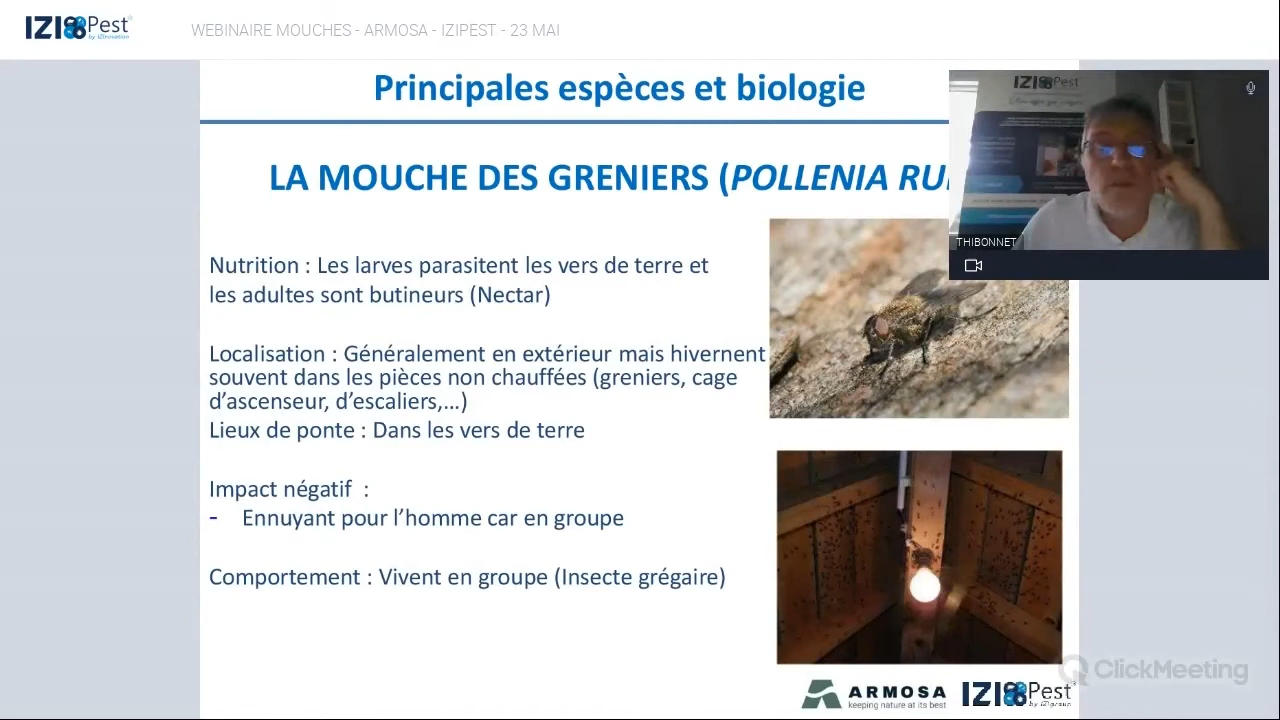 IZI Pest
by IZInovation
WEBINAIRE MOUCHES - ARMOSA - IZIPEST - 23 MAI
Principales espèces et biologie
LA MOUCHE DES GRENIERS (POLLENIA
IZI Pest
THIBONNET
Nutrition : Les larves parasitent les vers de terre et
les adultes sont butineurs (Nectar)
Localisation : Généralement en extérieur mais hivernent
souvent dans les pièces non chauffées (greniers, cage
d’ascenseur, d’escaliers,...)
Lieux de ponte : Dans les vers de terre
Impact négatif :
- Ennuyant pour l’homme car en groupe
Comportement : Vivent en groupe (Insecte grégaire)
ClickMeeting
ARMOSA
keeping nature at its best
IZI Pest
by IZIgroup